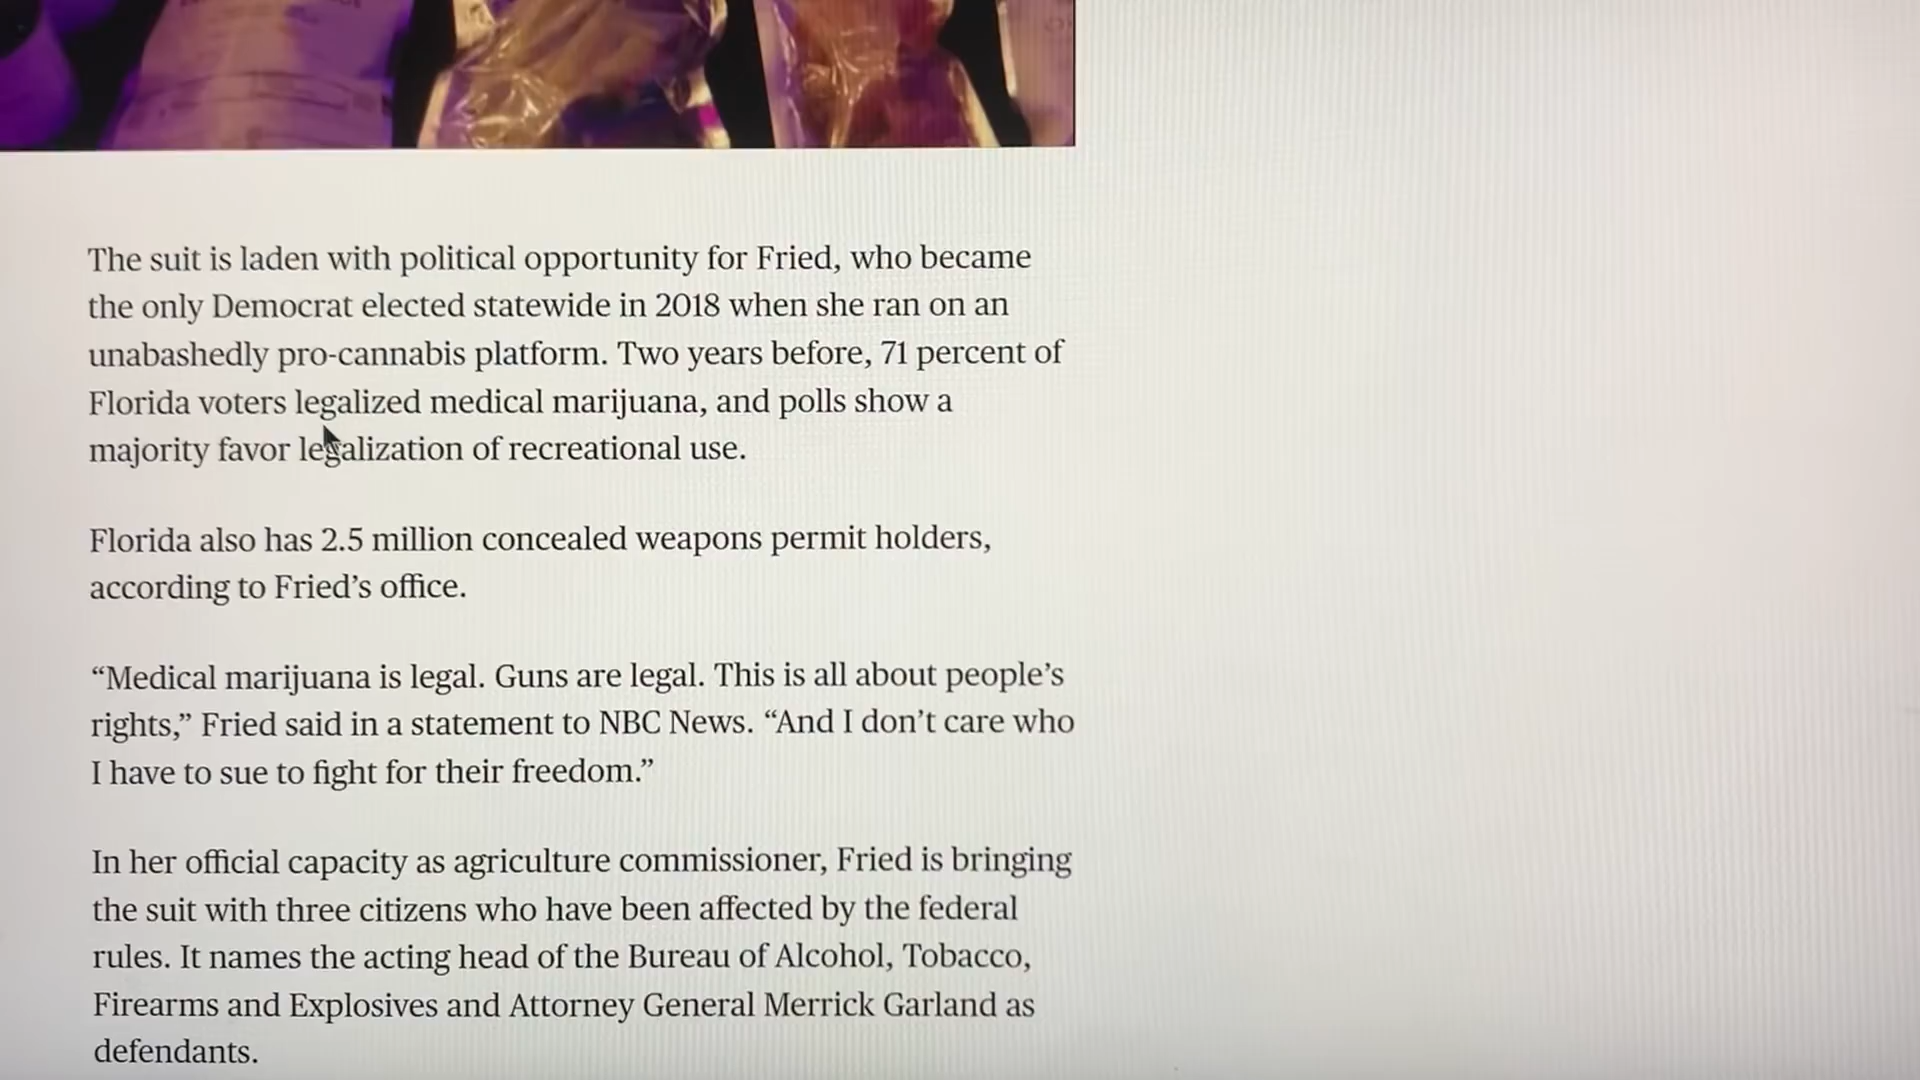 The suit is laden with political opportunity for Fried, who became
the only Democrat elected statewide in 2018 when she ran on an
unabashedly pro-cannabis platform. Two years before, 71 percent of
Florida voters legalized medical marijuana, and polls show a
majority favor legalization of recreational use.
Florida also has 2.5 million concealed weapons permit holders,
according to Fried’s office.
“Medical marijuana is legal. Guns are legal. This is all about people’s
rights,” Fried said in a statement to NBC News. “And I don’t care who
I have to sue to fight for their freedom.”
In her official capacity as agriculture commissioner, Fried is bringing
the suit with three citizens who have been affected by the federal
rules. It names the acting head of the Bureau of Alcohol, Tobacco,
Firearms and Explosives and Attorney General Merrick Garland as
defendants.